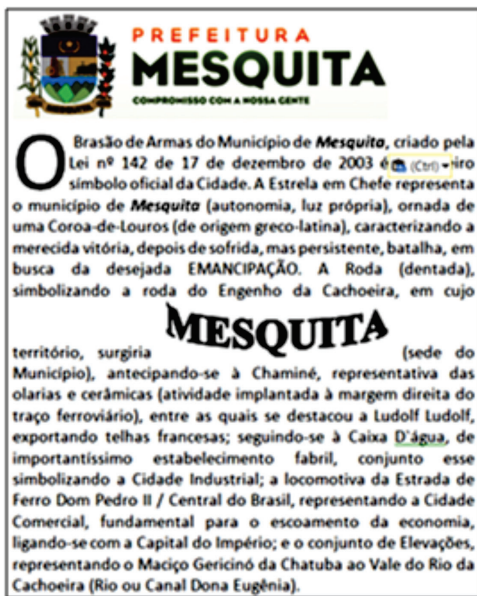 PREFEITURA
MESQUITA
COMPROMISSO COM A NOSSA GENTE
O Brasão de Armas do Município de Mesquita, criado pela
Lei nº 142 de 17 de dezembro de 2003 é (Ctrl) iro
símbolo oficial da Cidade. A Estrela em Chefe representa
o município de Mesquita (autonomia, luz própria), ornada de
uma Coroa-de-Louros (de origem greco-latina), caracterizando a
merecida vitória, depois de sofrida, mas persistente, batalha, em
busca da desejada EMANCIPAÇÃO. A Roda (dentada),
simbolizando a roda do Engenho da Cachoeira, em cujo
território, surgiria MESQUITA (sede do
Município), antecipando-se à Chaminé, representativa das
olarias e cerâmicas (atividade implantada à margem direita do
traço ferroviário), entre as quais se destacou a Ludolf Ludolf,
exportando telhas francesas; seguindo-se à Caixa D`água, de
importantíssimo estabelecimento fabril, conjunto esse
simbolizando a Cidade Industrial; a locomotiva da Estrada de
Ferro Dom Pedro II / Central do Brasil, representando a Cidade
Comercial, fundamental para o escoamento da economia,
ligando-se com a Capital do Império; e o conjunto de Elevações,
representando o Maciço Gericinó da Chatuba ao Vale do Rio da
Cachoeira (Rio ou Canal Dona Eugênia).